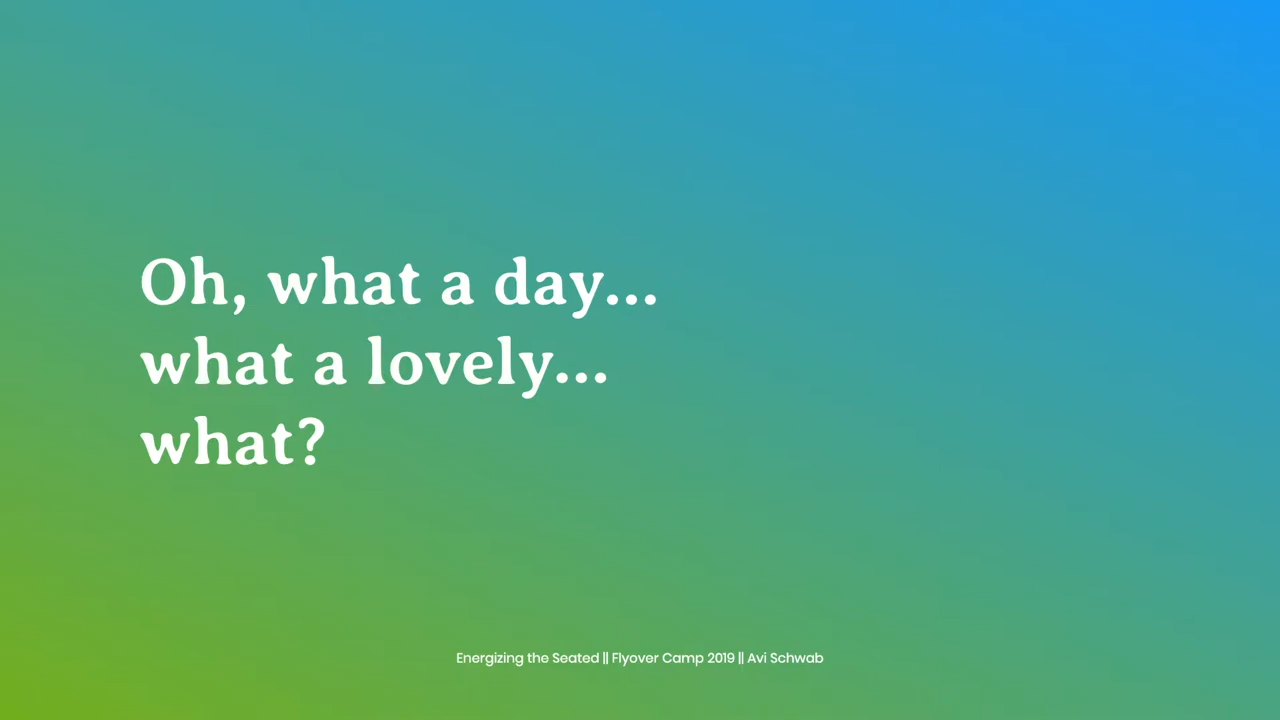 Oh, what a day...
what a lovely...
what?
Energizing the Seated || Flyover Camp 2019 || Avi Schwab